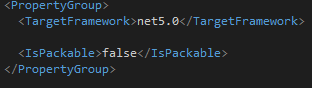 <PropertyGroup>
<TargetFramework>net5.0</TargetFramework>
<IsPackable>false</IsPackable>
</PropertyGroup>